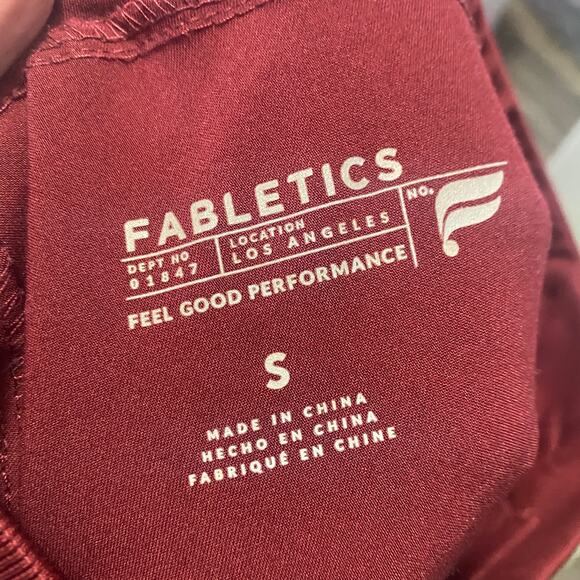 FABLETICS
DEPT NO
01847
LOCATION
LOS ANGELES
NO.
FEEL GOOD PERFORMANCE
S
MADE IN CHINA
HECHO EN CHINA
FABRIQUÉ EN CHINE